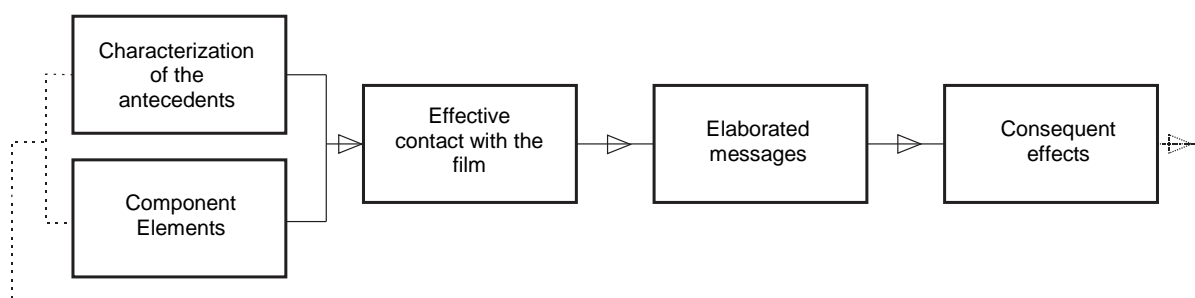 Characterization
of the
antecedents
Component
Elements
Effective
contact with the
film
Elaborated
messages
Consequent
effects